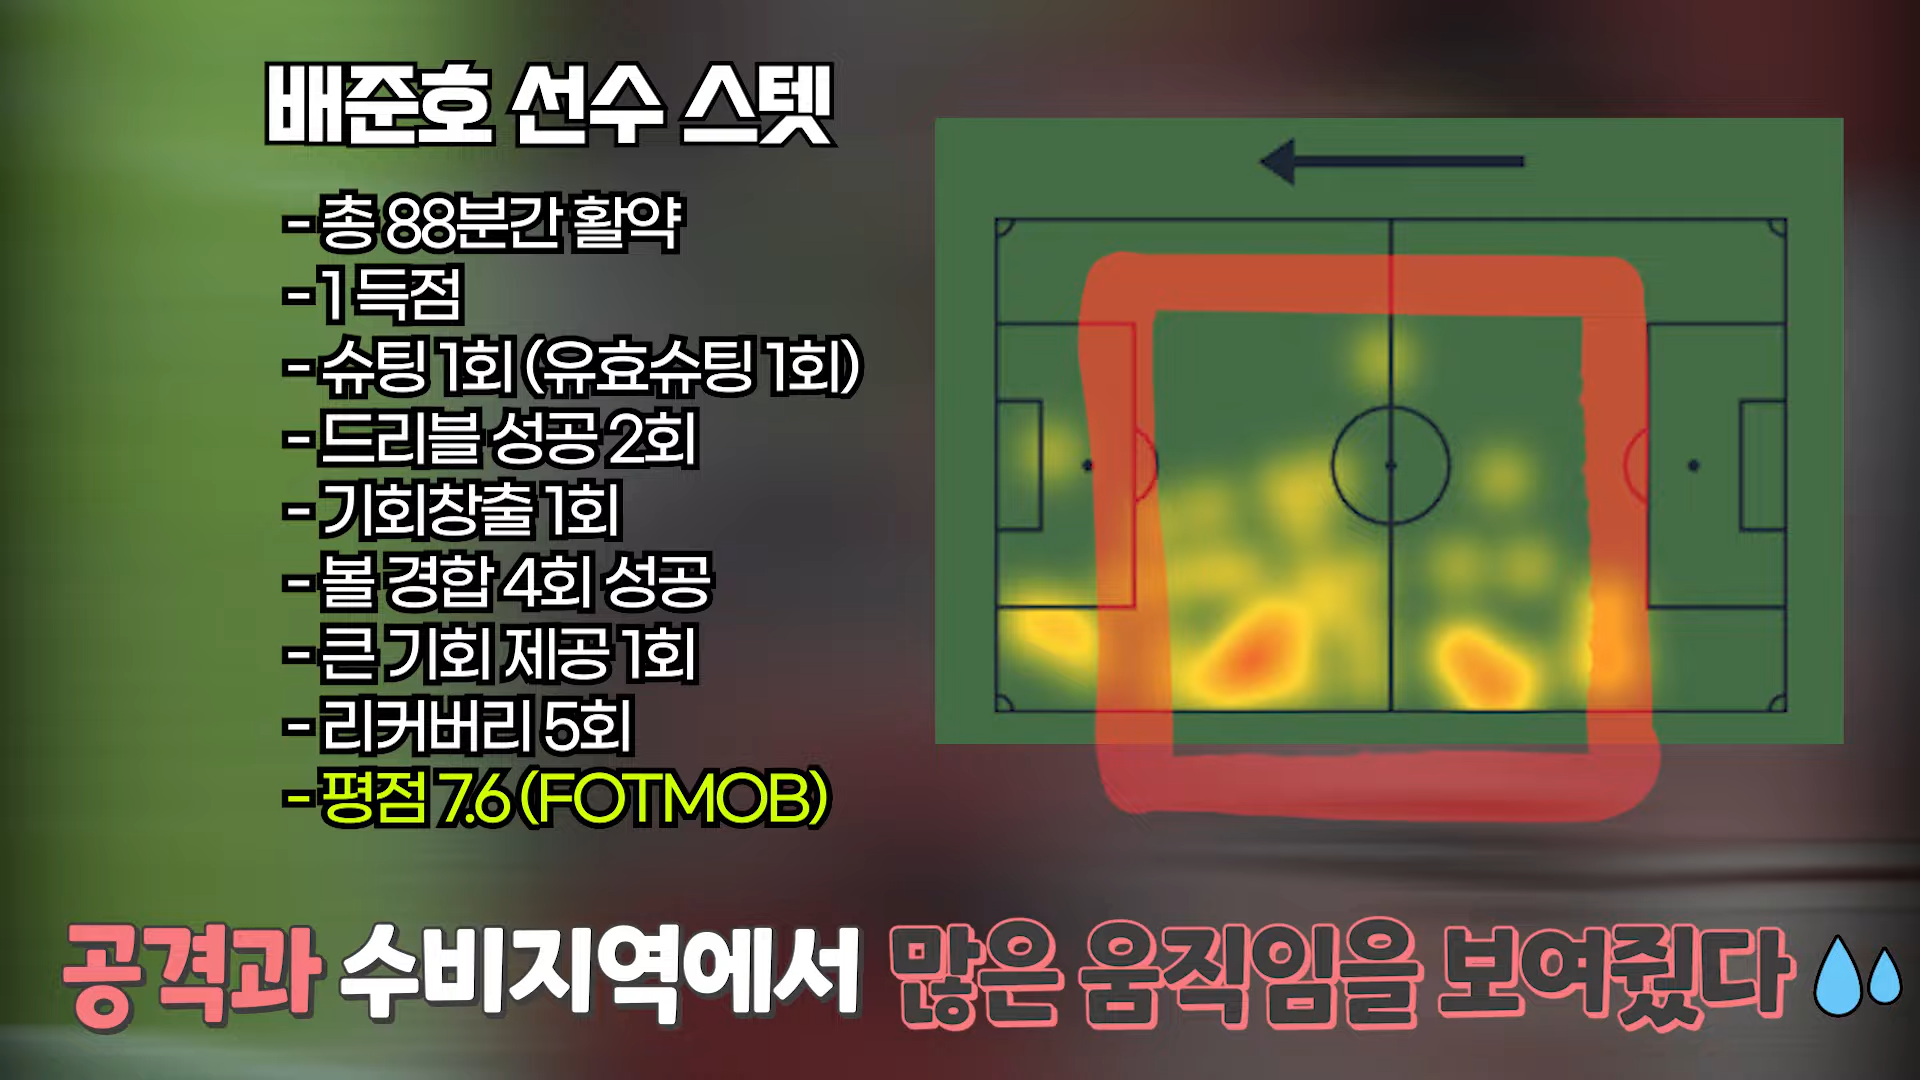 배준호 선수 스텟
- 총 88분간 활약
- 1 득점
- 슈팅 1회 (유효슈팅 1회)
- 드리블 성공 2회
- 기회창출 1회
- 볼 경합 4회 성공
- 큰 기회 제공 1회
- 리커버리 5회
- 평점 7.6 (FOTMOB)
공격과 수비지역에서 많은 움직임을 보여줬다